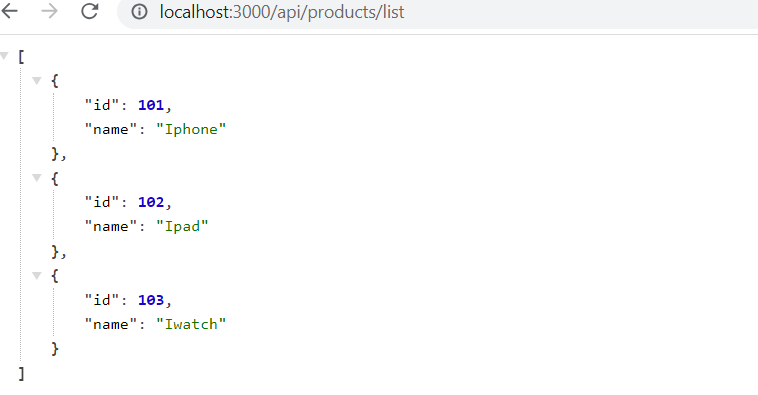 localhost:3000/api/products/list
[
{
"id": 101,
"name": "Iphone"
},
{
"id": 102,
"name": "Ipad"
},
{
"id": 103,
"name": "Iwatch"
}
]